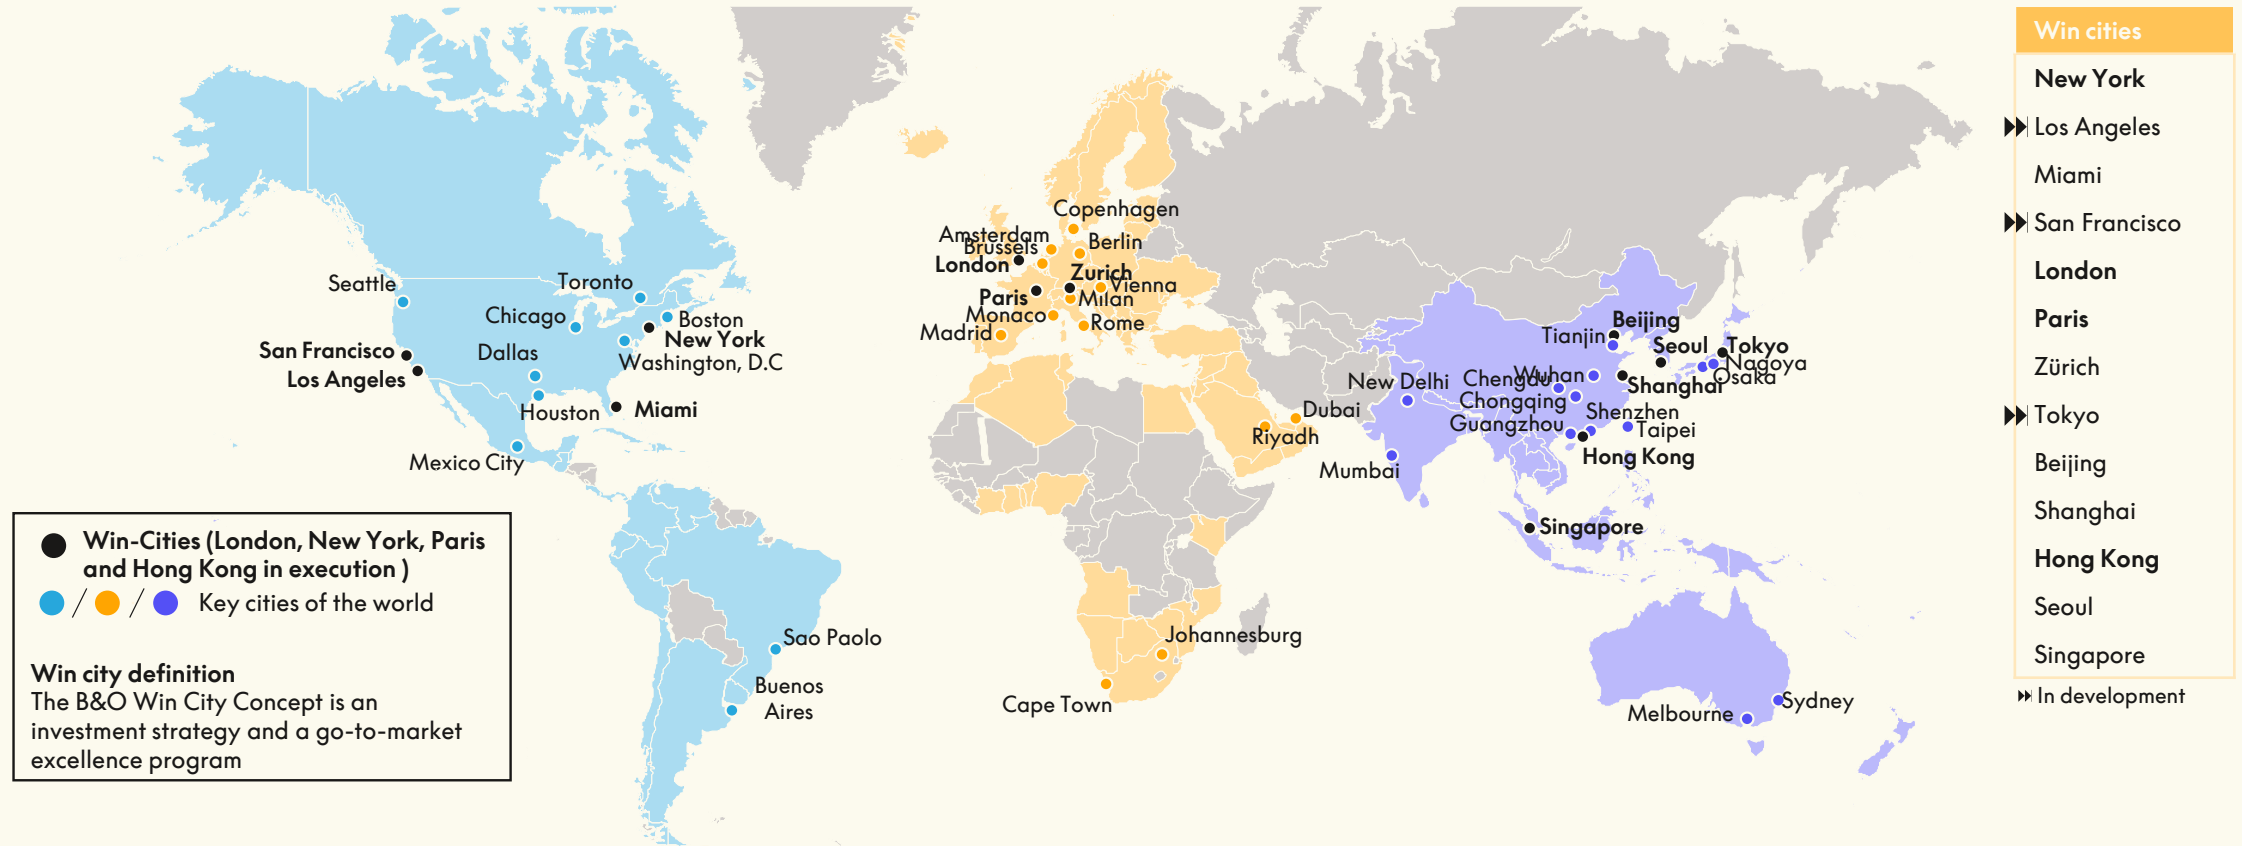 Copenhagen
Amsterdam
Brussels
Berlin
London
Zurich
Vienna
Paris
Milan
Monaco
Rome
Madrid
Seattle
Toronto
Chicago
Boston
New York
San Francisco
Dallas
Washington, D.C
Los Angeles
Houston
Miami
Mexico City
Beijing
Tianjin
Seoul
Tokyo
Nagoya
Osaka
New Delhi
Chengdu
Wuhan
Shanghai
Chongqing
Shenzhen
Guangzhou
Taipei
Hong Kong
Mumbai
Dubai
Riyadh
Singapore
Johannesburg
Cape Town
Sao Paolo
Buenos
Aires
Sydney
Melbourne
Win-Cities (London, New York, Paris
and Hong Kong in execution )
/ / Key cities of the world
Win city definition
The B&O Win City Concept is an
investment strategy and a go-to-market
excellence program
Win cities
New York
Los Angeles
Miami
San Francisco
London
Paris
Zürich
Tokyo
Beijing
Shanghai
Hong Kong
Seoul
Singapore
In development